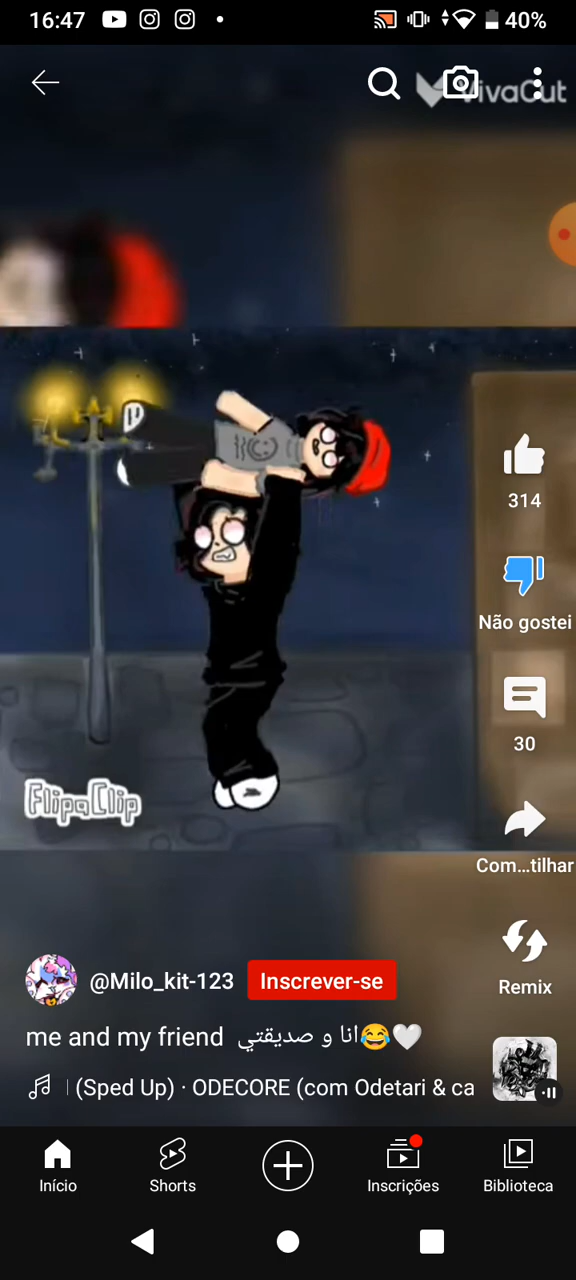 16:47
40%
VivaCut
314
Não gostei
30
FlipaClip
Com...tilhar
@Milo_kit-123
Inscrever-se
Remix
me and my friend انا و صديقتي😂🤍
(Sped Up) · ODECORE (com Odetari & ca
Início
Shorts
Inscrições
Biblioteca